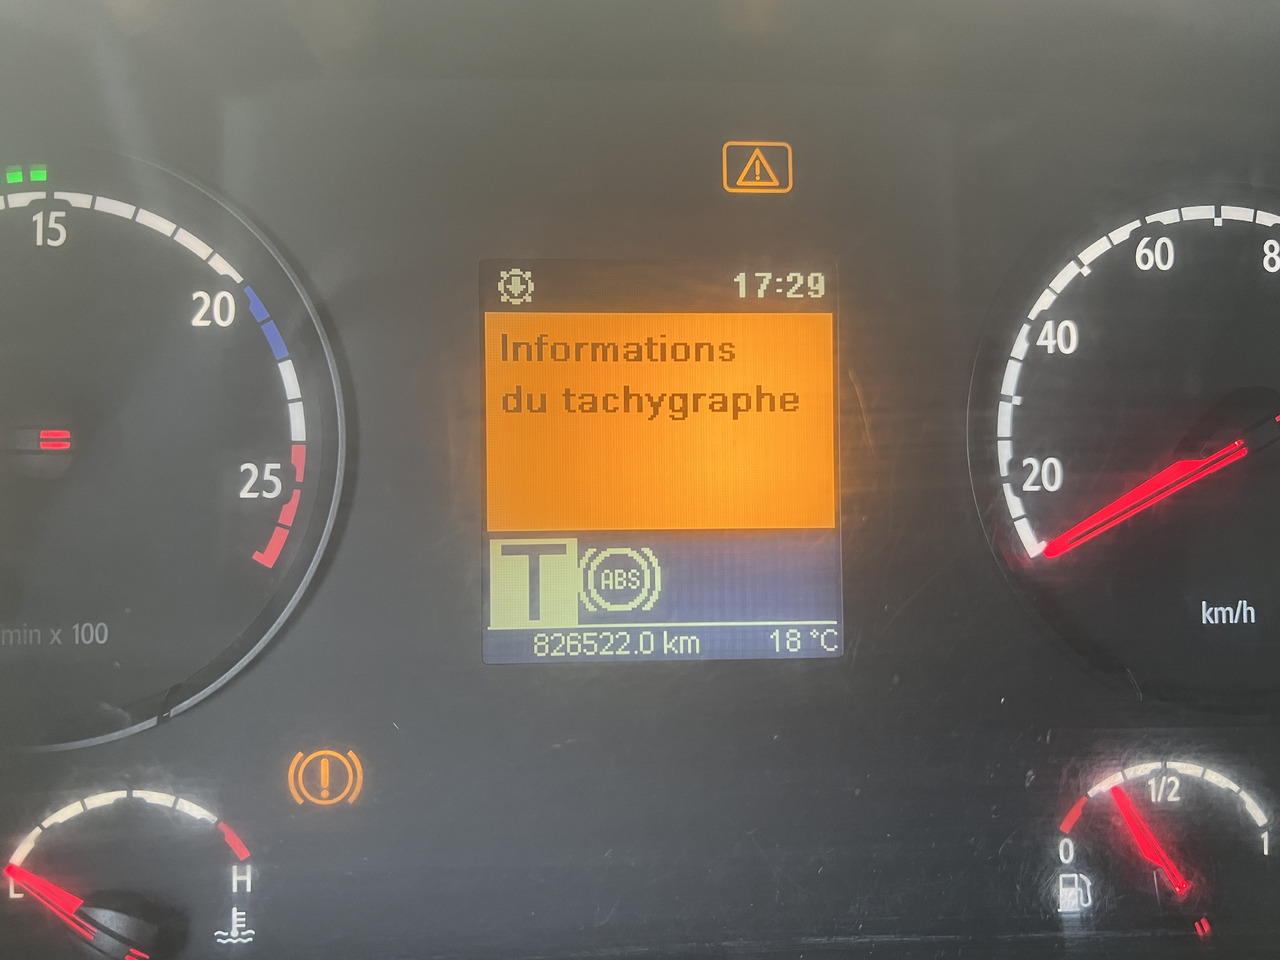 17:29
Informations
du tachygraphe
T
ABS
826522.0 km
18 °C
15
20
25
min x 100
20
40
60
8
km/h
L
H
0
1/2
1